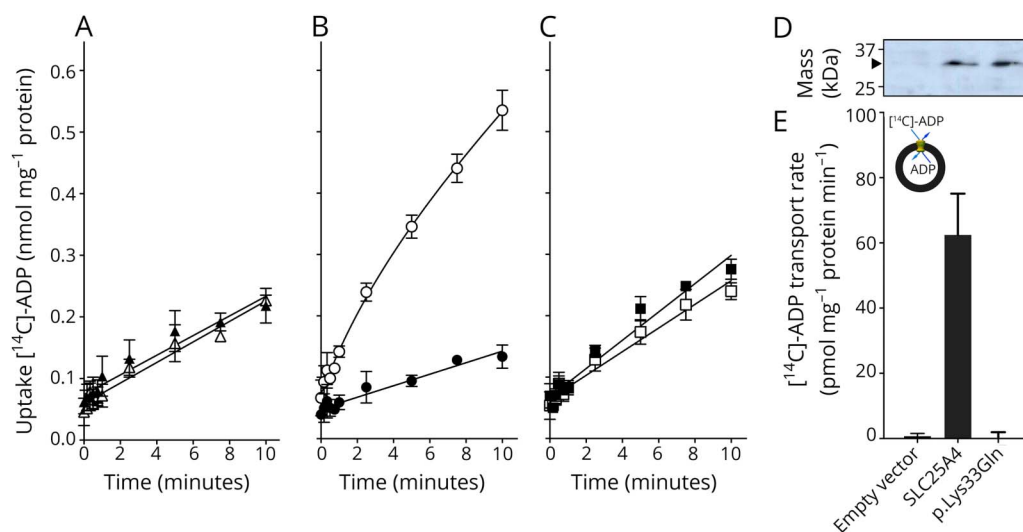 A
B
C
D
E
Uptake [¹⁴C]-ADP (nmol mg⁻¹ protein)
0.6
0.5
0.4
0.3
0.2
0.1
0.0
0 2 4 6 8 10
Time (minutes)
0 2 4 6 8 10
Time (minutes)
0 2 4 6 8 10
Time (minutes)
Mass
(kDa)
37
25
[¹⁴C]-ADP transport rate
(pmol mg⁻¹ protein min⁻¹)
100
80
60
40
20
0
[¹⁴C]-ADP
ADP
Empty vector
SLC25A4
p.Lys33Gln